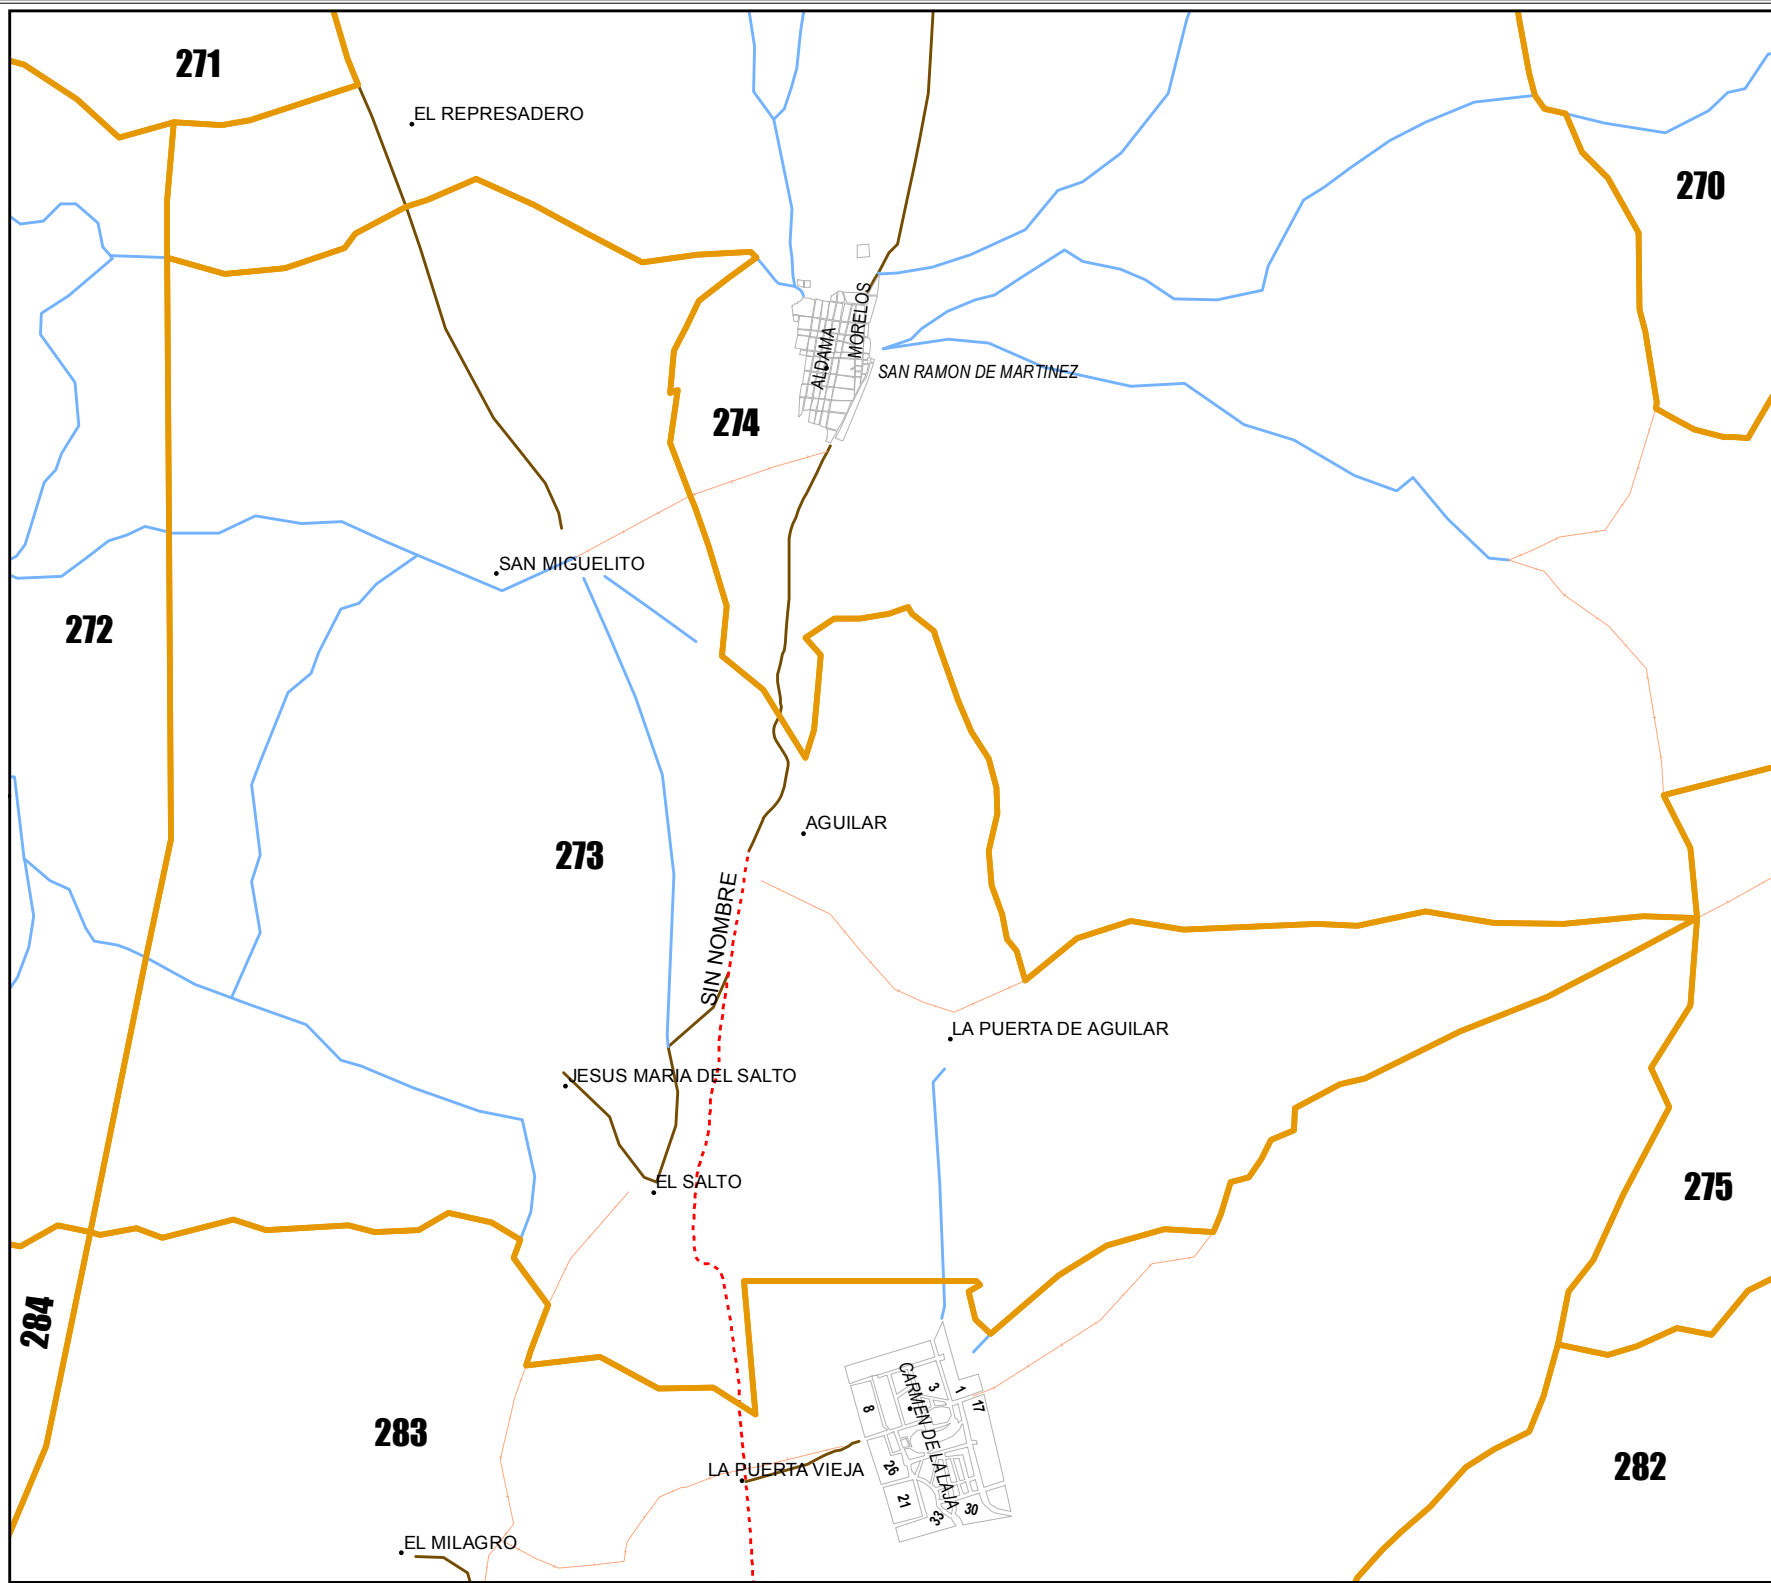 271
EL REPRESADERO
270
MORELOS
ALDAMA
SAN RAMON DE MARTINEZ
274
SAN MIGUELITO
272
AGUILAR
273
SIN NOMBRE
LA PUERTA DE AGUILAR
JESUS MARIA DEL SALTO
EL SALTO
275
284
CARMEN DE LA LAJA
3
1
17
8
283
LA PUERTA VIEJA
26
282
21
33
30
EL MILAGRO